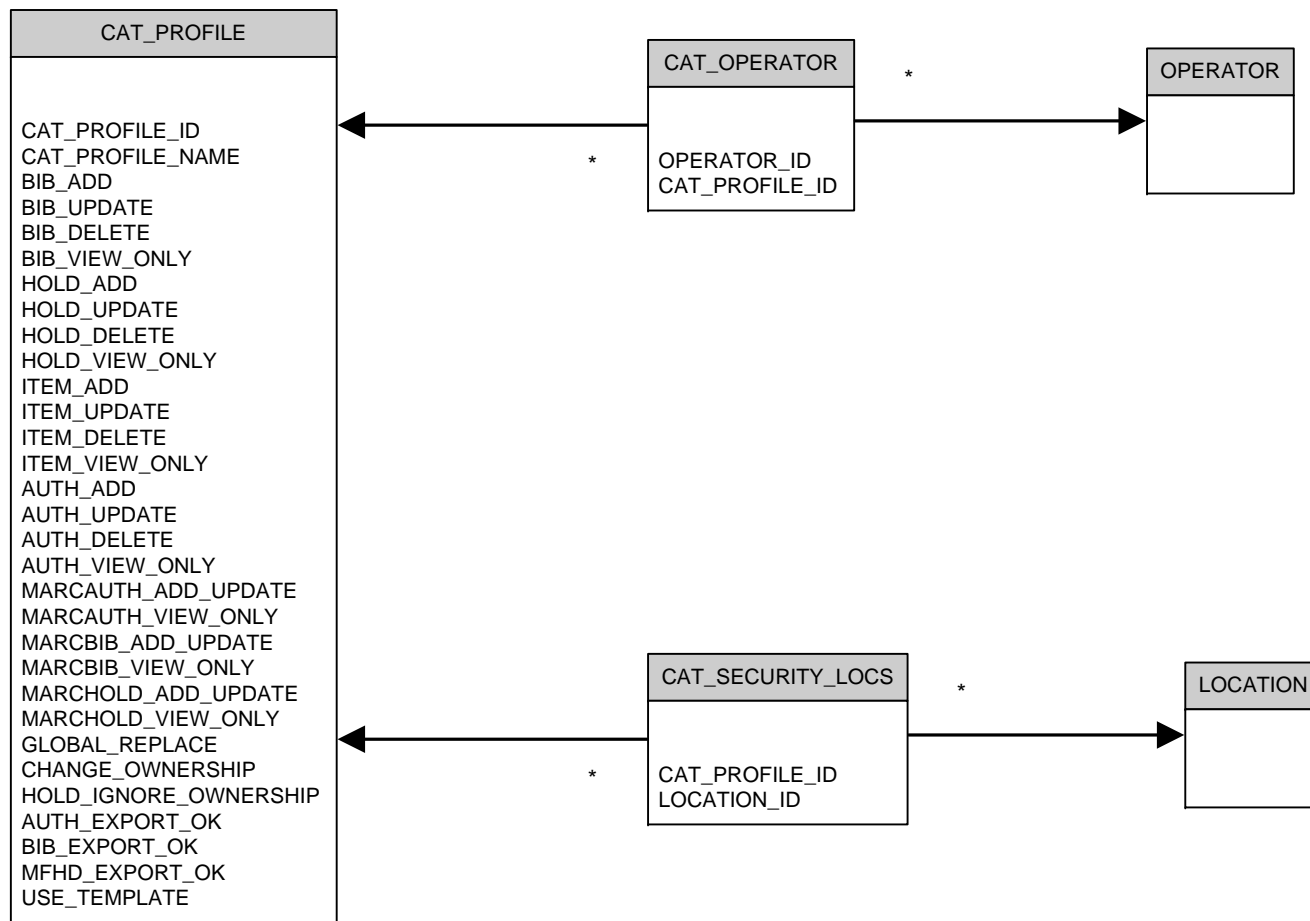 CAT_PROFILE
CAT_PROFILE_ID
CAT_PROFILE_NAME
BIB_ADD
BIB_UPDATE
BIB_DELETE
BIB_VIEW_ONLY
HOLD_ADD
HOLD_UPDATE
HOLD_DELETE
HOLD_VIEW_ONLY
ITEM_ADD
ITEM_UPDATE
ITEM_DELETE
ITEM_VIEW_ONLY
AUTH_ADD
AUTH_UPDATE
AUTH_DELETE
AUTH_VIEW_ONLY
MARCAUTH_ADD_UPDATE
MARCAUTH_VIEW_ONLY
MARCBIB_ADD_UPDATE
MARCBIB_VIEW_ONLY
MARCHOLD_ADD_UPDATE
MARCHOLD_VIEW_ONLY
GLOBAL_REPLACE
CHANGE_OWNERSHIP
HOLD_IGNORE_OWNERSHIP
AUTH_EXPORT_OK
BIB_EXPORT_OK
MFHD_EXPORT_OK
USE_TEMPLATE
*
CAT_OPERATOR
OPERATOR_ID
CAT_PROFILE_ID
*
OPERATOR
*
CAT_SECURITY_LOCS
CAT_PROFILE_ID
LOCATION_ID
*
LOCATION